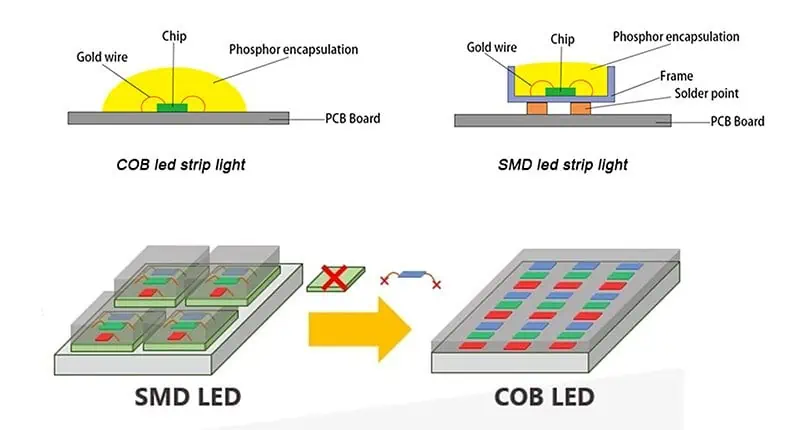 Gold wire
Chip
Phosphor encapsulation
PCB Board
COB led strip light
Gold wire
Chip
Phosphor encapsulation
Frame
Solder point
PCB Board
SMD led strip light
SMD LED
COB LED